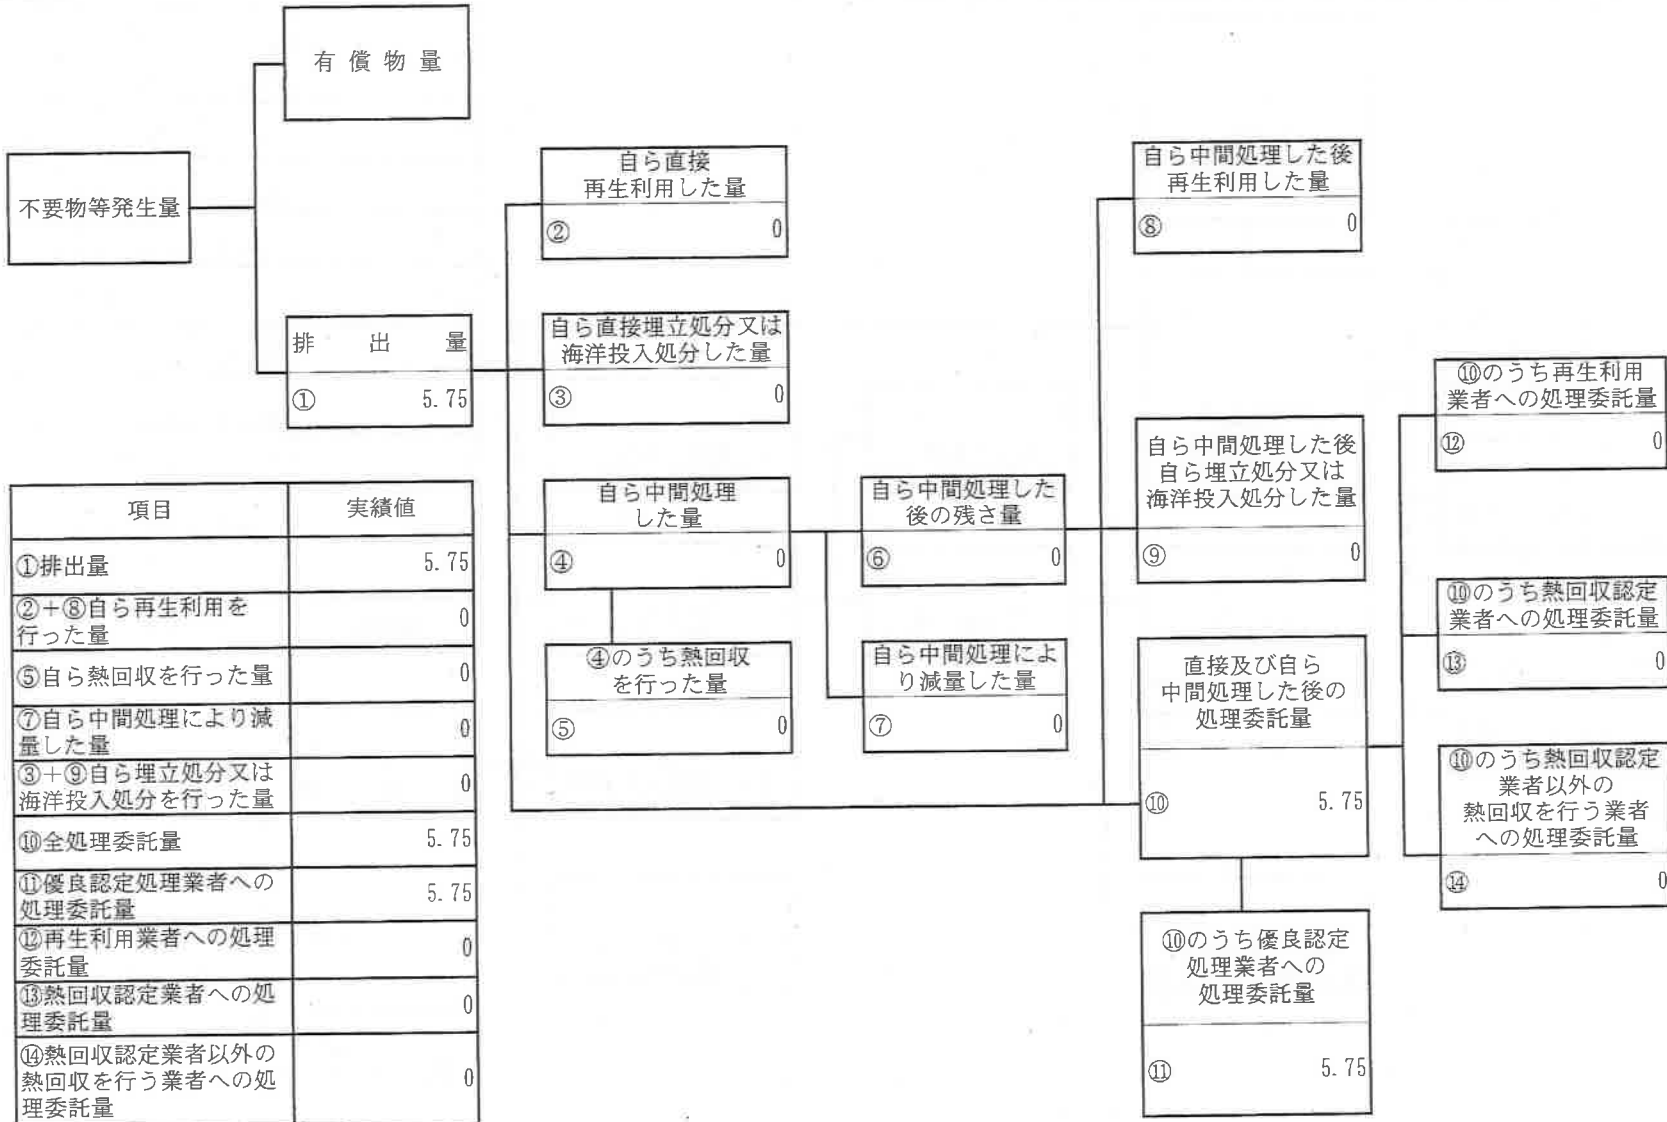 有償物量
不要物等発生量
排出量
① 5.75
自ら直接
再生利用した量
② 0
自ら直接埋立処分又は
海洋投入処分した量
③ 0
自ら中間処理
した量
④ 0
④のうち熱回収
を行った量
⑤ 0
自ら中間処理した
後の残さ量
⑥ 0
自ら中間処理によ
り減量した量
⑦ 0
自ら中間処理した後
再生利用した量
⑧ 0
自ら中間処理した後
自ら埋立処分又は
海洋投入処分した量
⑨ 0
直接及び自ら
中間処理した後の
処理委託量
⑩ 5.75
⑩のうち優良認定
処理業者への
処理委託量
⑪ 5.75
⑩のうち再生利用
業者への処理委託量
⑫ 0
⑩のうち熱回収認定
業者への処理委託量
⑬ 0
⑩のうち熱回収認定
業者以外の
熱回収を行う業者
への処理委託量
⑭ 0
項目 実績値
①排出量 5.75
②+⑧自ら再生利用を
行った量 0
⑤自ら熱回収を行った量 0
⑦自ら中間処理により減
量した量 0
③+⑨自ら埋立処分又は
海洋投入処分を行った量 0
⑩全処理委託量 5.75
⑪優良認定処理業者への
処理委託量 5.75
⑫再生利用業者への処理
委託量 0
⑬熱回収認定業者への処
理委託量 0
⑭熱回収認定業者以外の
熱回収を行う業者への処
理委託量 0